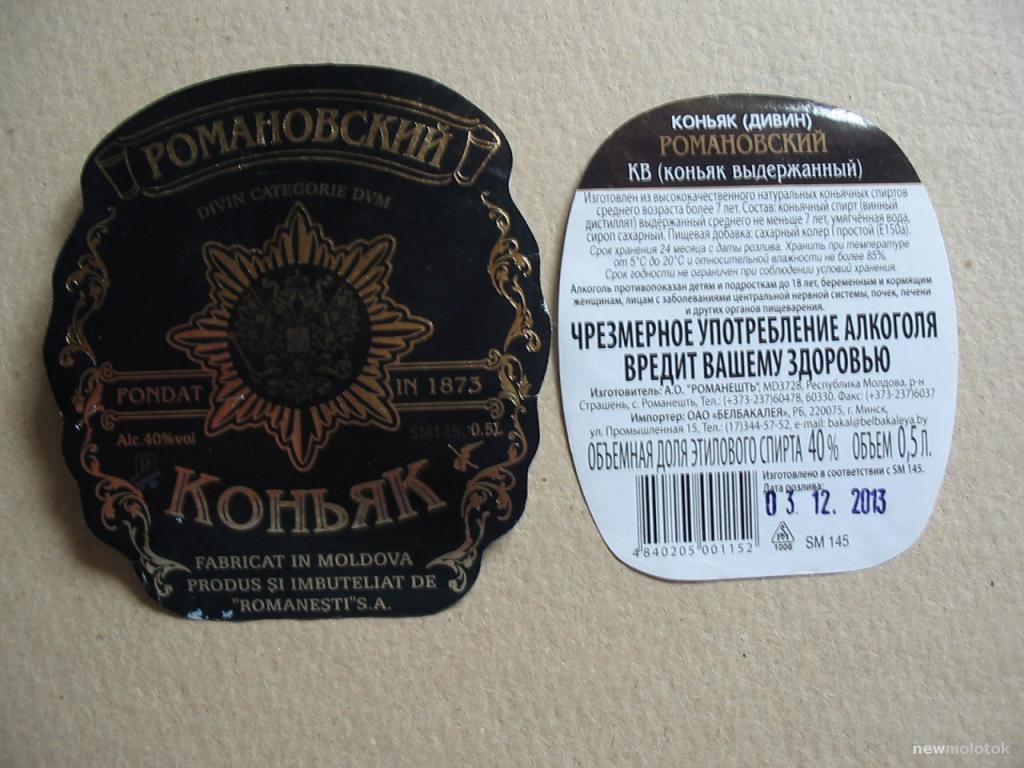 РОМАНОВСКИЙ
DIVIN CATEGORIE DVM
FONDAT IN 1873
Alc.40%vol SM145. 0.5L
R
КОНЬЯК
FABRICAT IN MOLDOVA
PRODUS ŞI IMBUTELIAT DE
"ROMANEŞTI"S.A.
КОНЬЯК (ДИВИН)
РОМАНОВСКИЙ
КВ (коньяк выдержанный)
Изготовлен из высококачественного натуральных коньячных спиртов
среднего возраста более 7 лет. Состав: коньячный спирт (винный
дистиллят) выдержанный среднего не меньше 7 лет, умягчённая вода,
сироп сахарный. Пищевая добавка: сахарный колер I простой (Е150а).
Срок хранения 24 месяца с даты розлива. Хранить при температуре
от 5°С до 20°С и относительной влажности не более 85%.
Срок годности не ограничен при соблюдении условий хранения.
Алкоголь противопоказан детям и подросткам до 18 лет, беременным и кормящим
женщинам, лицам с заболеваниями центральной нервной системы, почек, печени
и других органов пищеварения.
ЧРЕЗМЕРНОЕ УПОТРЕБЛЕНИЕ АЛКОГОЛЯ
ВРЕДИТ ВАШЕМУ ЗДОРОВЬЮ
Изготовитель: А.О. "РОМАНЕШТЬ", MD3728, Республика Молдова, р-н
Страшень, с. Романешть, Тел.: (+373-237)60478, 60330. Факс: (+373-237)6037
Импортер: ОАО «БЕЛБАКАЛЕЯ», РБ, 220075, г. Минск,
ул. Промышленная 15, Тел.: (17)344-57-52, e-mail: bakal@belbakaleya.by
ОБЪЕМНАЯ ДОЛЯ ЭТИЛОВОГО СПИРТА 40 % ОБЪЕМ 0,5 л.
Изготовлено в соответствии с SM 145.
Дата розлива:
03. 12. 2013
4 840205 001152
1006 SM 145
newmolotok